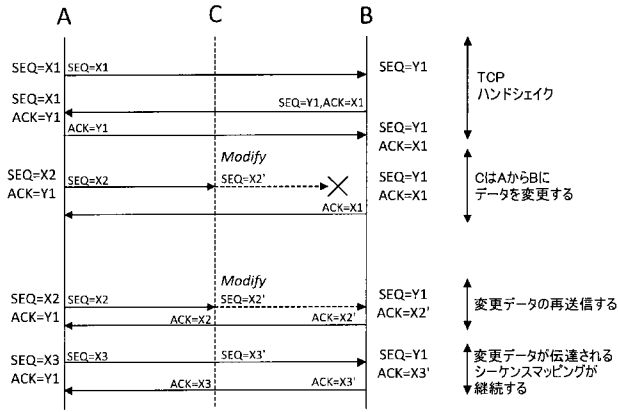 A
C
B
SEQ=X1
SEQ=X1
SEQ=Y1
SEQ=X1
ACK=Y1
SEQ=Y1,ACK=X1
ACK=Y1
SEQ=Y1
ACK=X1
TCP
ハンドシェイク
Modify
SEQ=X2
ACK=Y1
SEQ=X2
SEQ=X2'
SEQ=Y1
ACK=X1
ACK=X1
CはAからBに
データを変更する
Modify
SEQ=X2
ACK=Y1
SEQ=X2
SEQ=X2'
ACK=X2
ACK=X2'
SEQ=Y1
ACK=X2'
変更データの再送信する
SEQ=X3
ACK=Y1
SEQ=X3
SEQ=X3'
ACK=X3
ACK=X3'
SEQ=Y1
ACK=X3'
変更データが伝達される
シーケンスマッピングが
継続する